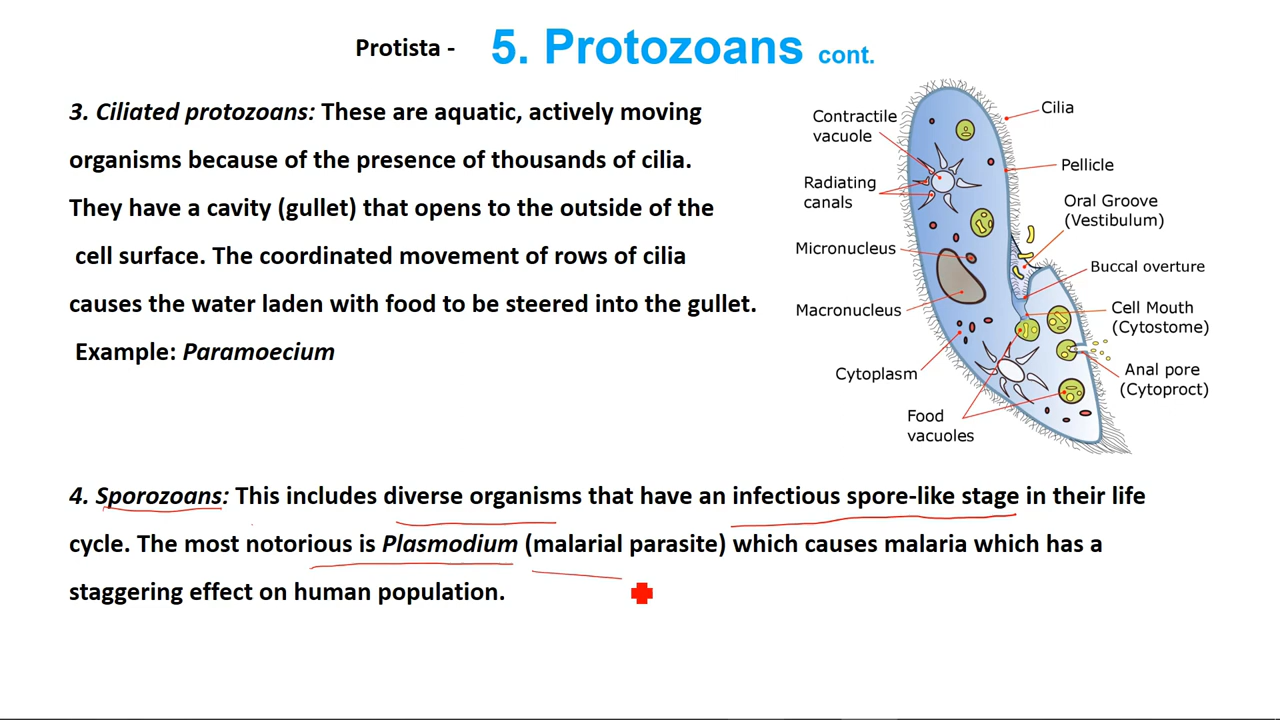 Protista - 5. Protozoans cont.
3. Ciliated protozoans: These are aquatic, actively moving
organisms because of the presence of thousands of cilia.
They have a cavity (gullet) that opens to the outside of the
cell surface. The coordinated movement of rows of cilia
causes the water laden with food to be steered into the gullet.
Example: Paramoecium
Contractile
vacuole
Radiating
canals
Micronucleus
Macronucleus
Cytoplasm
Food
vacuoles
Cilia
Pellicle
Oral Groove
(Vestibulum)
Buccal overture
Cell Mouth
(Cytostome)
Anal pore
(Cytoproct)
4. Sporozoans: This includes diverse organisms that have an infectious spore-like stage in their life
cycle. The most notorious is Plasmodium (malarial parasite) which causes malaria which has a
staggering effect on human population.